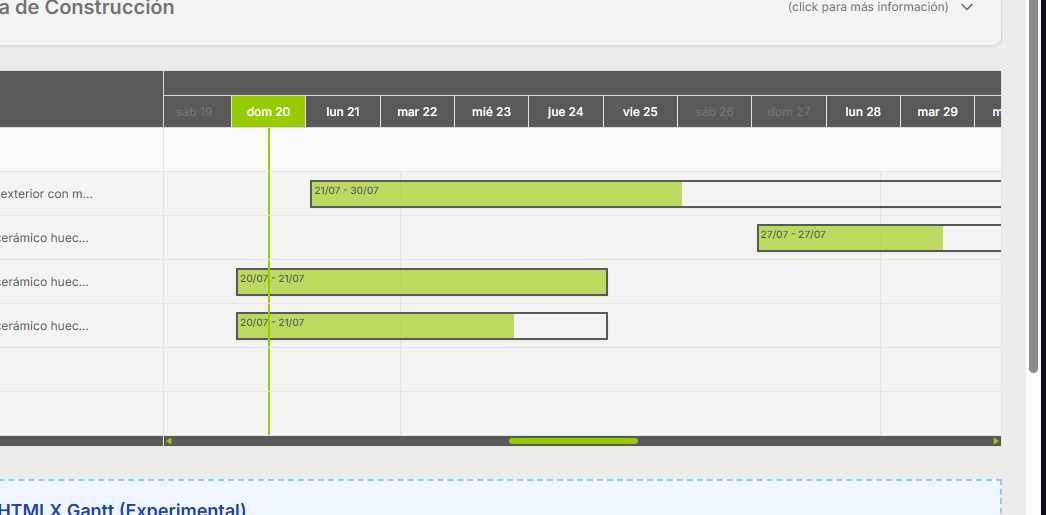 a de Construcción
(click para más información)
sáb 19 dom 20 lun 21 mar 22 mié 23 jue 24 vie 25 sáb 26 dom 27 lun 28 mar 29 m
exterior con m... 21/07 - 30/07
cerámico huec... 27/07 - 27/07
cerámico huec... 20/07 - 21/07
cerámico huec... 20/07 - 21/07
HTMLX Gantt (Experimental)